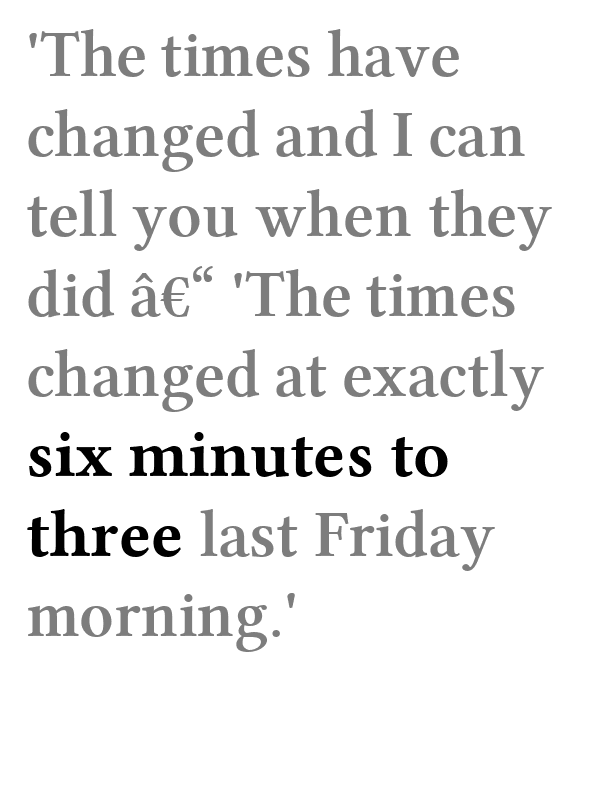 'The times have
changed and I can
tell you when they
did â€“ 'The times
changed at exactly
six minutes to
three last Friday
morning.'